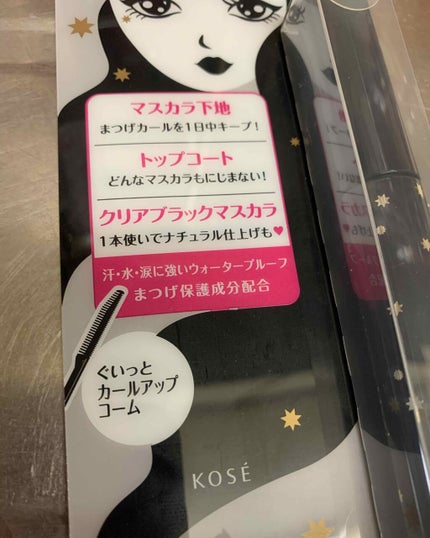 マスカラ下地
まつげカールを1日中キープ！
トップコート
どんなマスカラもにじまない！
クリアブラックマスカラ
1本使いでナチュラル仕上げも♥
汗・水・涙に強いウォータープルーフ
まつげ保護成分配合
ぐいっと
カールアップ
コーム
KOSÉ